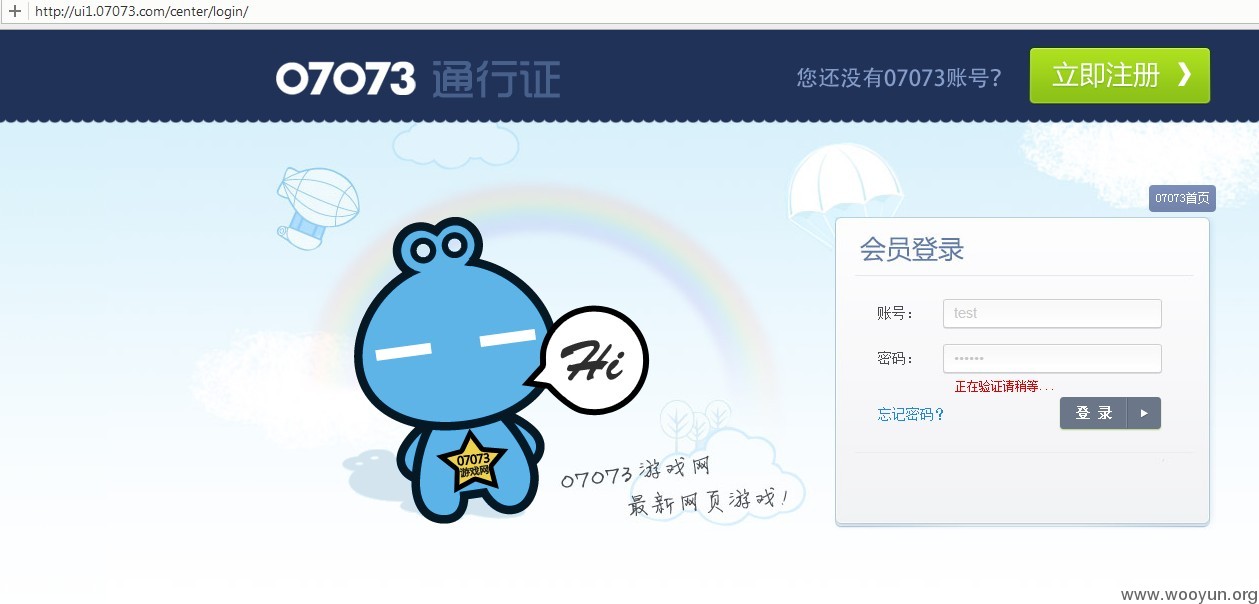 http://ui1.07073.com/center/login/
07073 通行证
您还没有07073账号？
立即注册
07073首页
会员登录
账号：
test
密码：
正在验证请稍等...
忘记密码？
登 录
Hi
07073
游戏网
07073游戏网
最新网页游戏！
www.wooyun.org